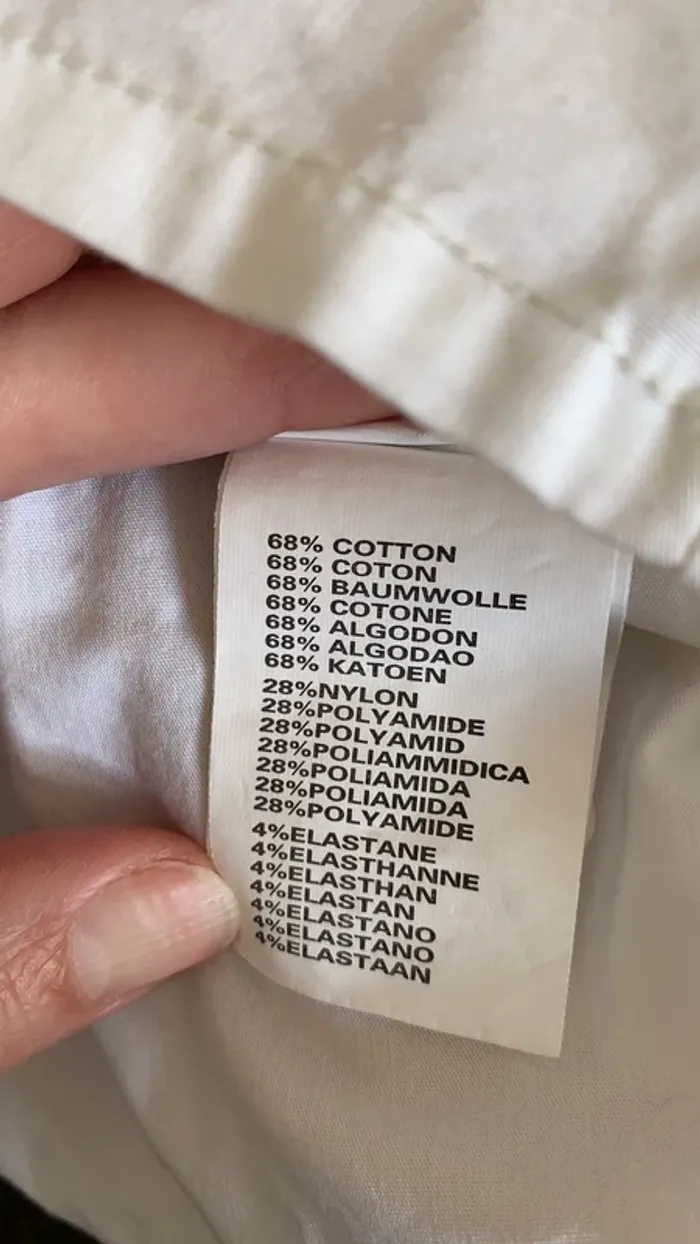 68% COTTON
68% COTON
68% BAUMWOLLE
68% COTONE
68% ALGODON
68% ALGODAO
68% KATOEN
28%NYLON
28%POLYAMIDE
28%POLYAMID
28%POLIAMMIDICA
28%POLIAMIDA
28%POLIAMIDA
28%POLYAMIDE
4%ELASTANE
4%ELASTHANNE
4%ELASTHAN
4%ELASTAN
4%ELASTANO
4%ELASTANO
4%ELASTAAN